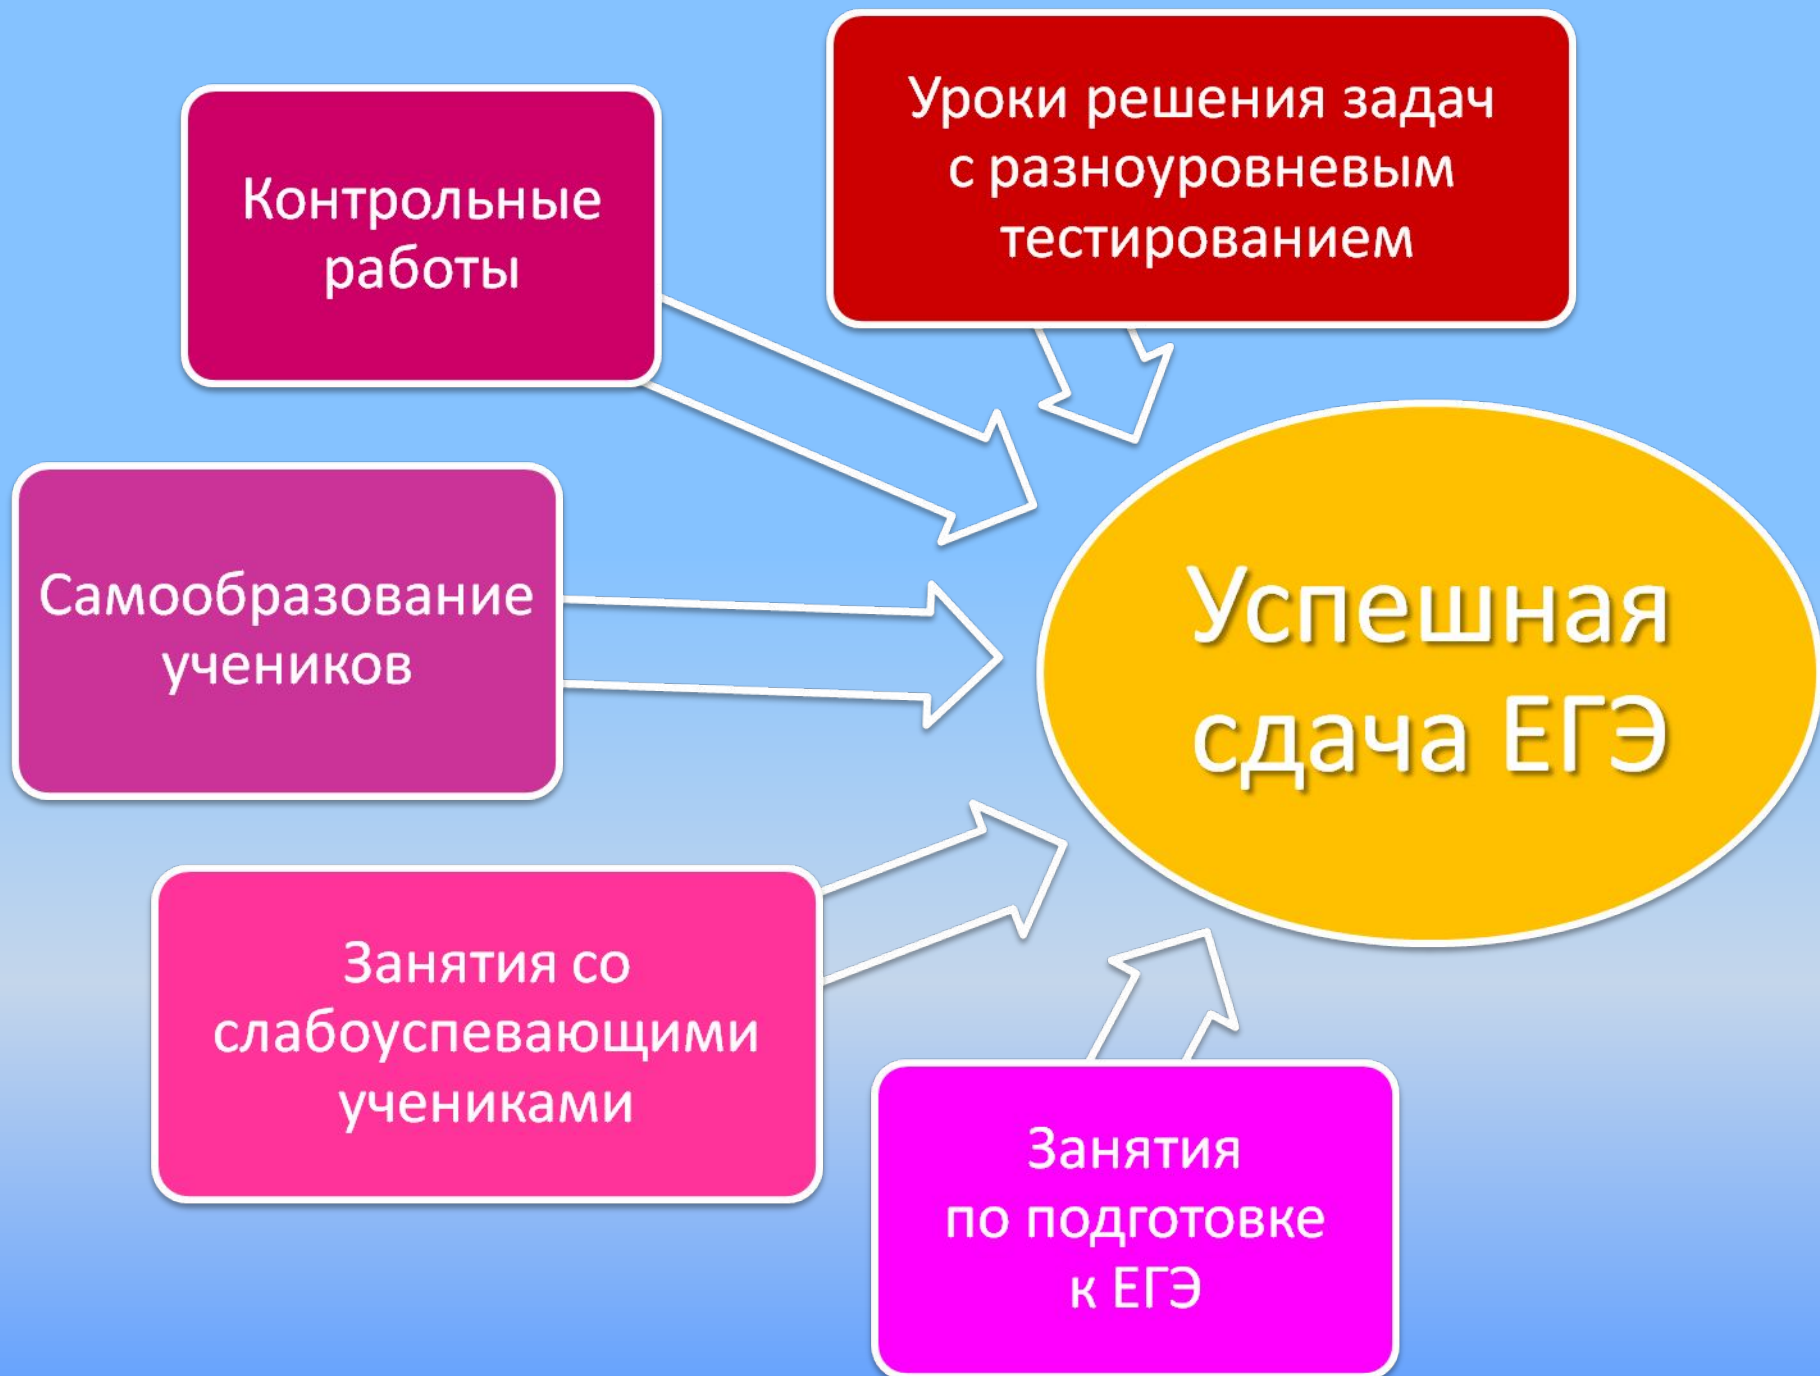 Уроки решения задач
с разноуровневым
тестированием
Контрольные
работы
Самообразование
учеников
Успешная
сдача ЕГЭ
Занятия со
слабоуспевающими
учениками
Занятия
по подготовке
к ЕГЭ